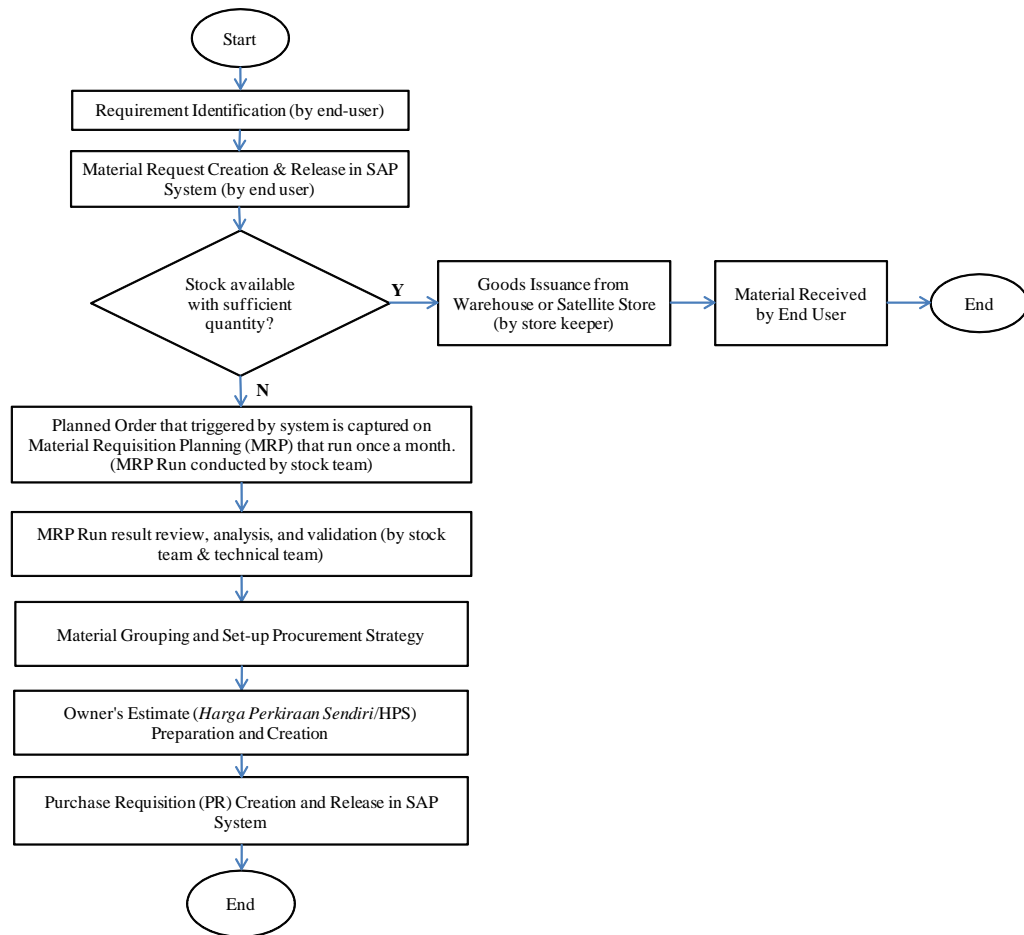 Start
Requirement Identification (by end-user)
Material Request Creation & Release in SAP
System (by end user)
Stock available
with sufficient
quantity?
Y
Goods Issuance from
Warehouse or Satellite Store
(by store keeper)
Material Received
by End User
End
N
Planned Order that triggered by system is captured on
Material Requisition Planning (MRP) that run once a month.
(MRP Run conducted by stock team)
MRP Run result review, analysis, and validation (by stock
team & technical team)
Material Grouping and Set-up Procurement Strategy
Owner's Estimate (Harga Perkiraan Sendiri/HPS)
Preparation and Creation
Purchase Requisition (PR) Creation and Release in SAP
System
End